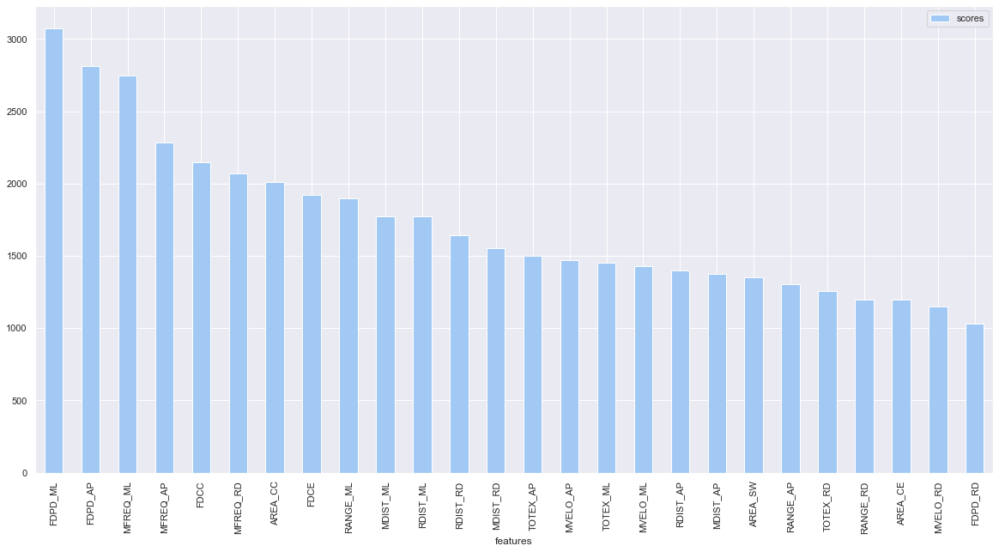 scores
3000
2500
2000
1500
1000
500
0
FDPD_ML
FDPD_AP
MFREQ_ML
MFREQ_AP
FDCC
MFREQ_RD
AREA_CC
FDCE
RANGE_ML
MDIST_ML
RDIST_ML
RDIST_RD
MDIST_RD
TOTEX_AP
MVELO_AP
TOTEX_ML
MVELO_ML
RDIST_AP
MDIST_AP
AREA_SW
RANGE_AP
TOTEX_RD
RANGE_RD
AREA_CE
MVELO_RD
FDPD_RD
features